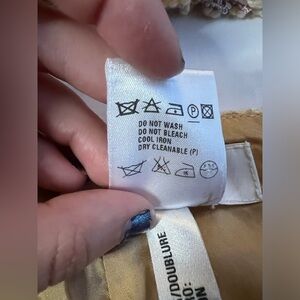 P
DO NOT WASH
DO NOT BLEACH
COOL IRON
DRY CLEANABLE (P)
/DOUBLURE